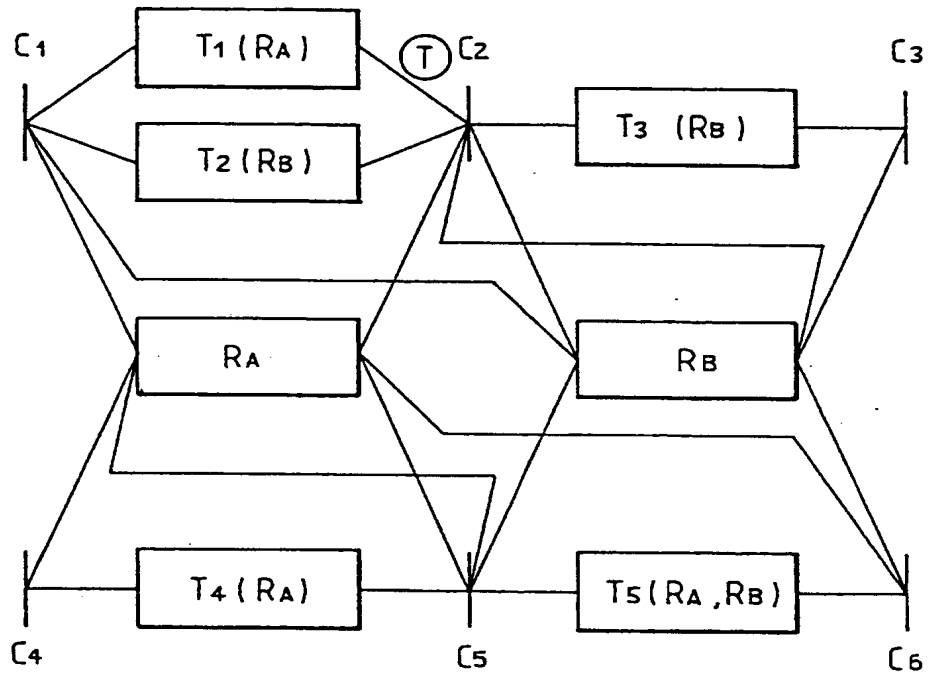 C1
T1 (RA)
T
C2
C3
T2 (RB)
T3 (RB)
RA
RB
T4 (RA)
T5 (RA, RB)
C4
C5
C6